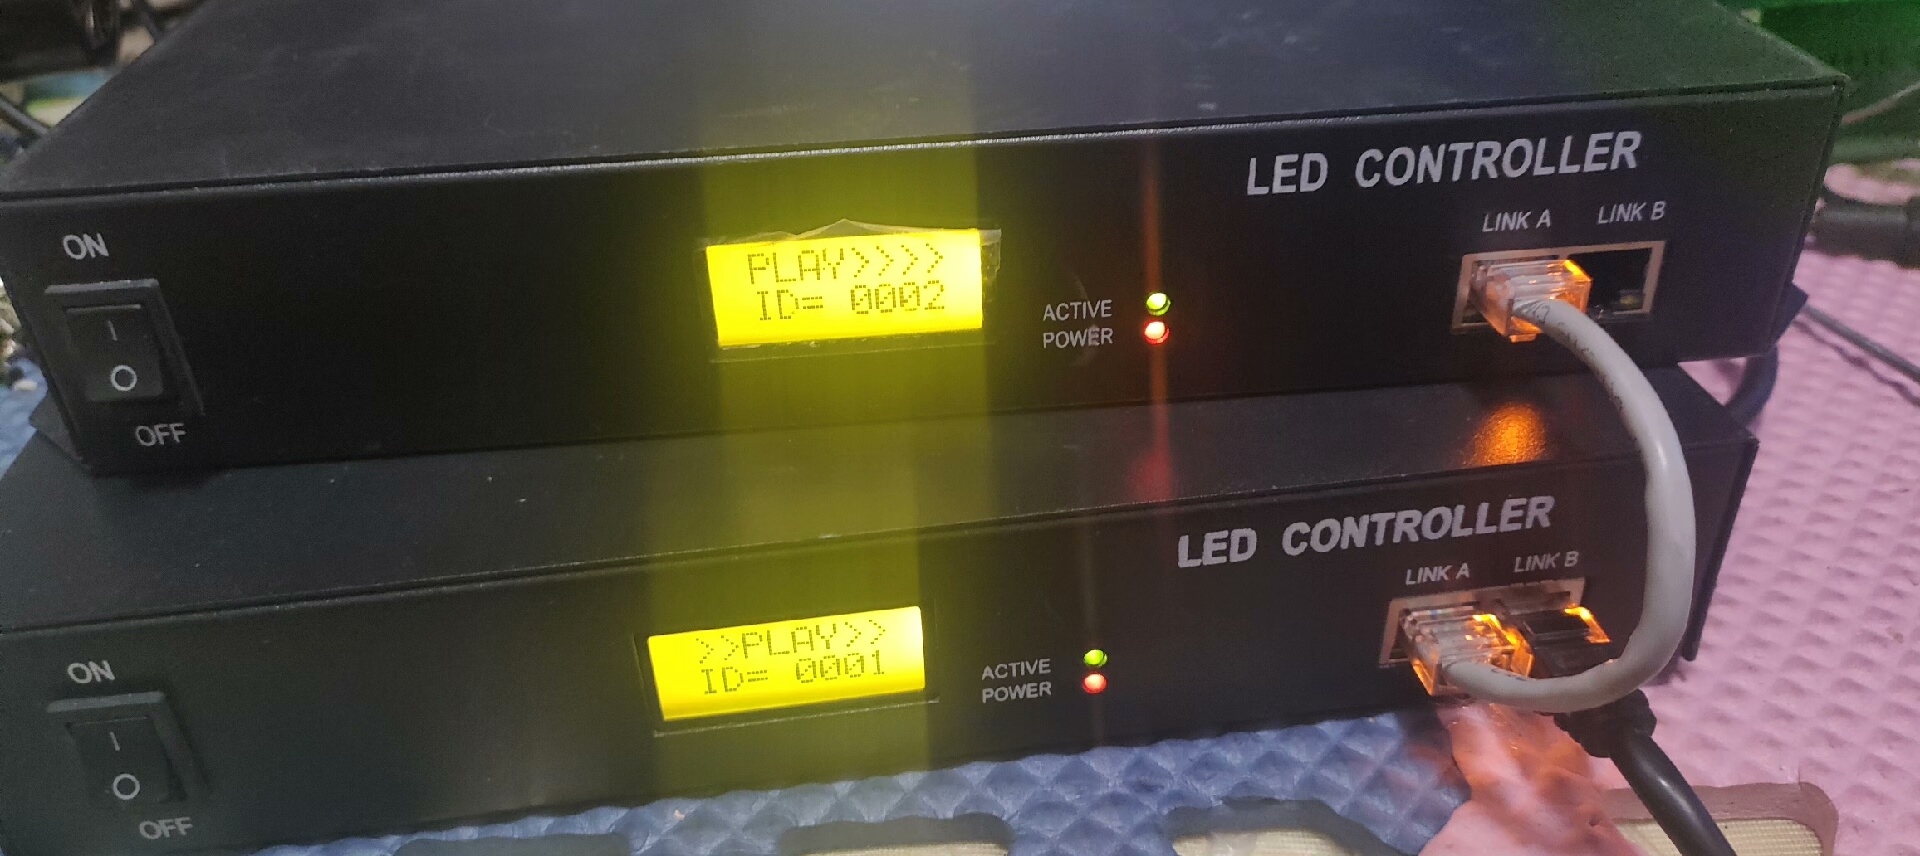 LED CONTROLLER
LINK A LINK B
ON
PLAY>>>>
ID= 0002
ACTIVE
POWER
I
O
OFF
LED CONTROLLER
LINK A LINK B
ON
>>PLAY>>
ID= 0001
ACTIVE
POWER
I
O
OFF